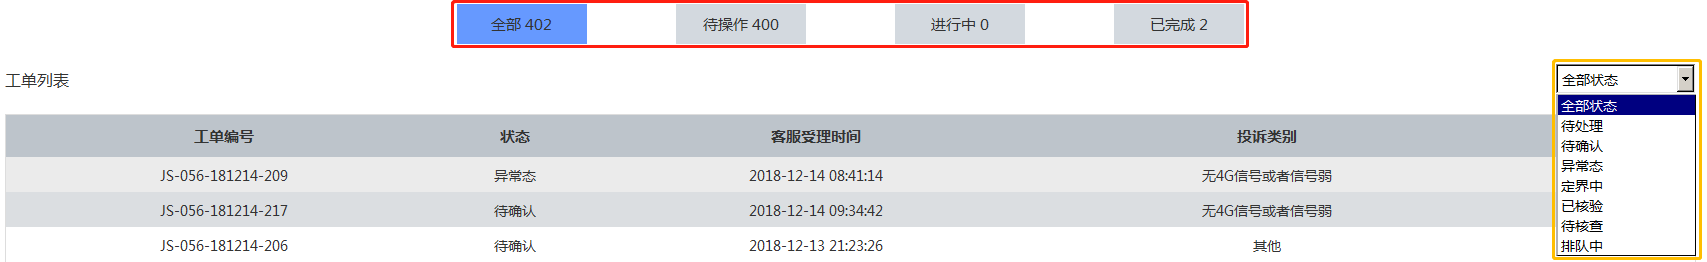 全部 402 待操作 400 进行中 0 已完成 2
工单列表 全部状态
全部状态
待处理
待确认
异常态
定界中
已核验
待核查
排队中
工单编号 状态 客服受理时间 投诉类别
JS-056-181214-209 异常态 2018-12-14 08:41:14 无4G信号或者信号弱
JS-056-181214-217 待确认 2018-12-14 09:34:42 无4G信号或者信号弱
JS-056-181214-206 待确认 2018-12-13 21:23:26 其他